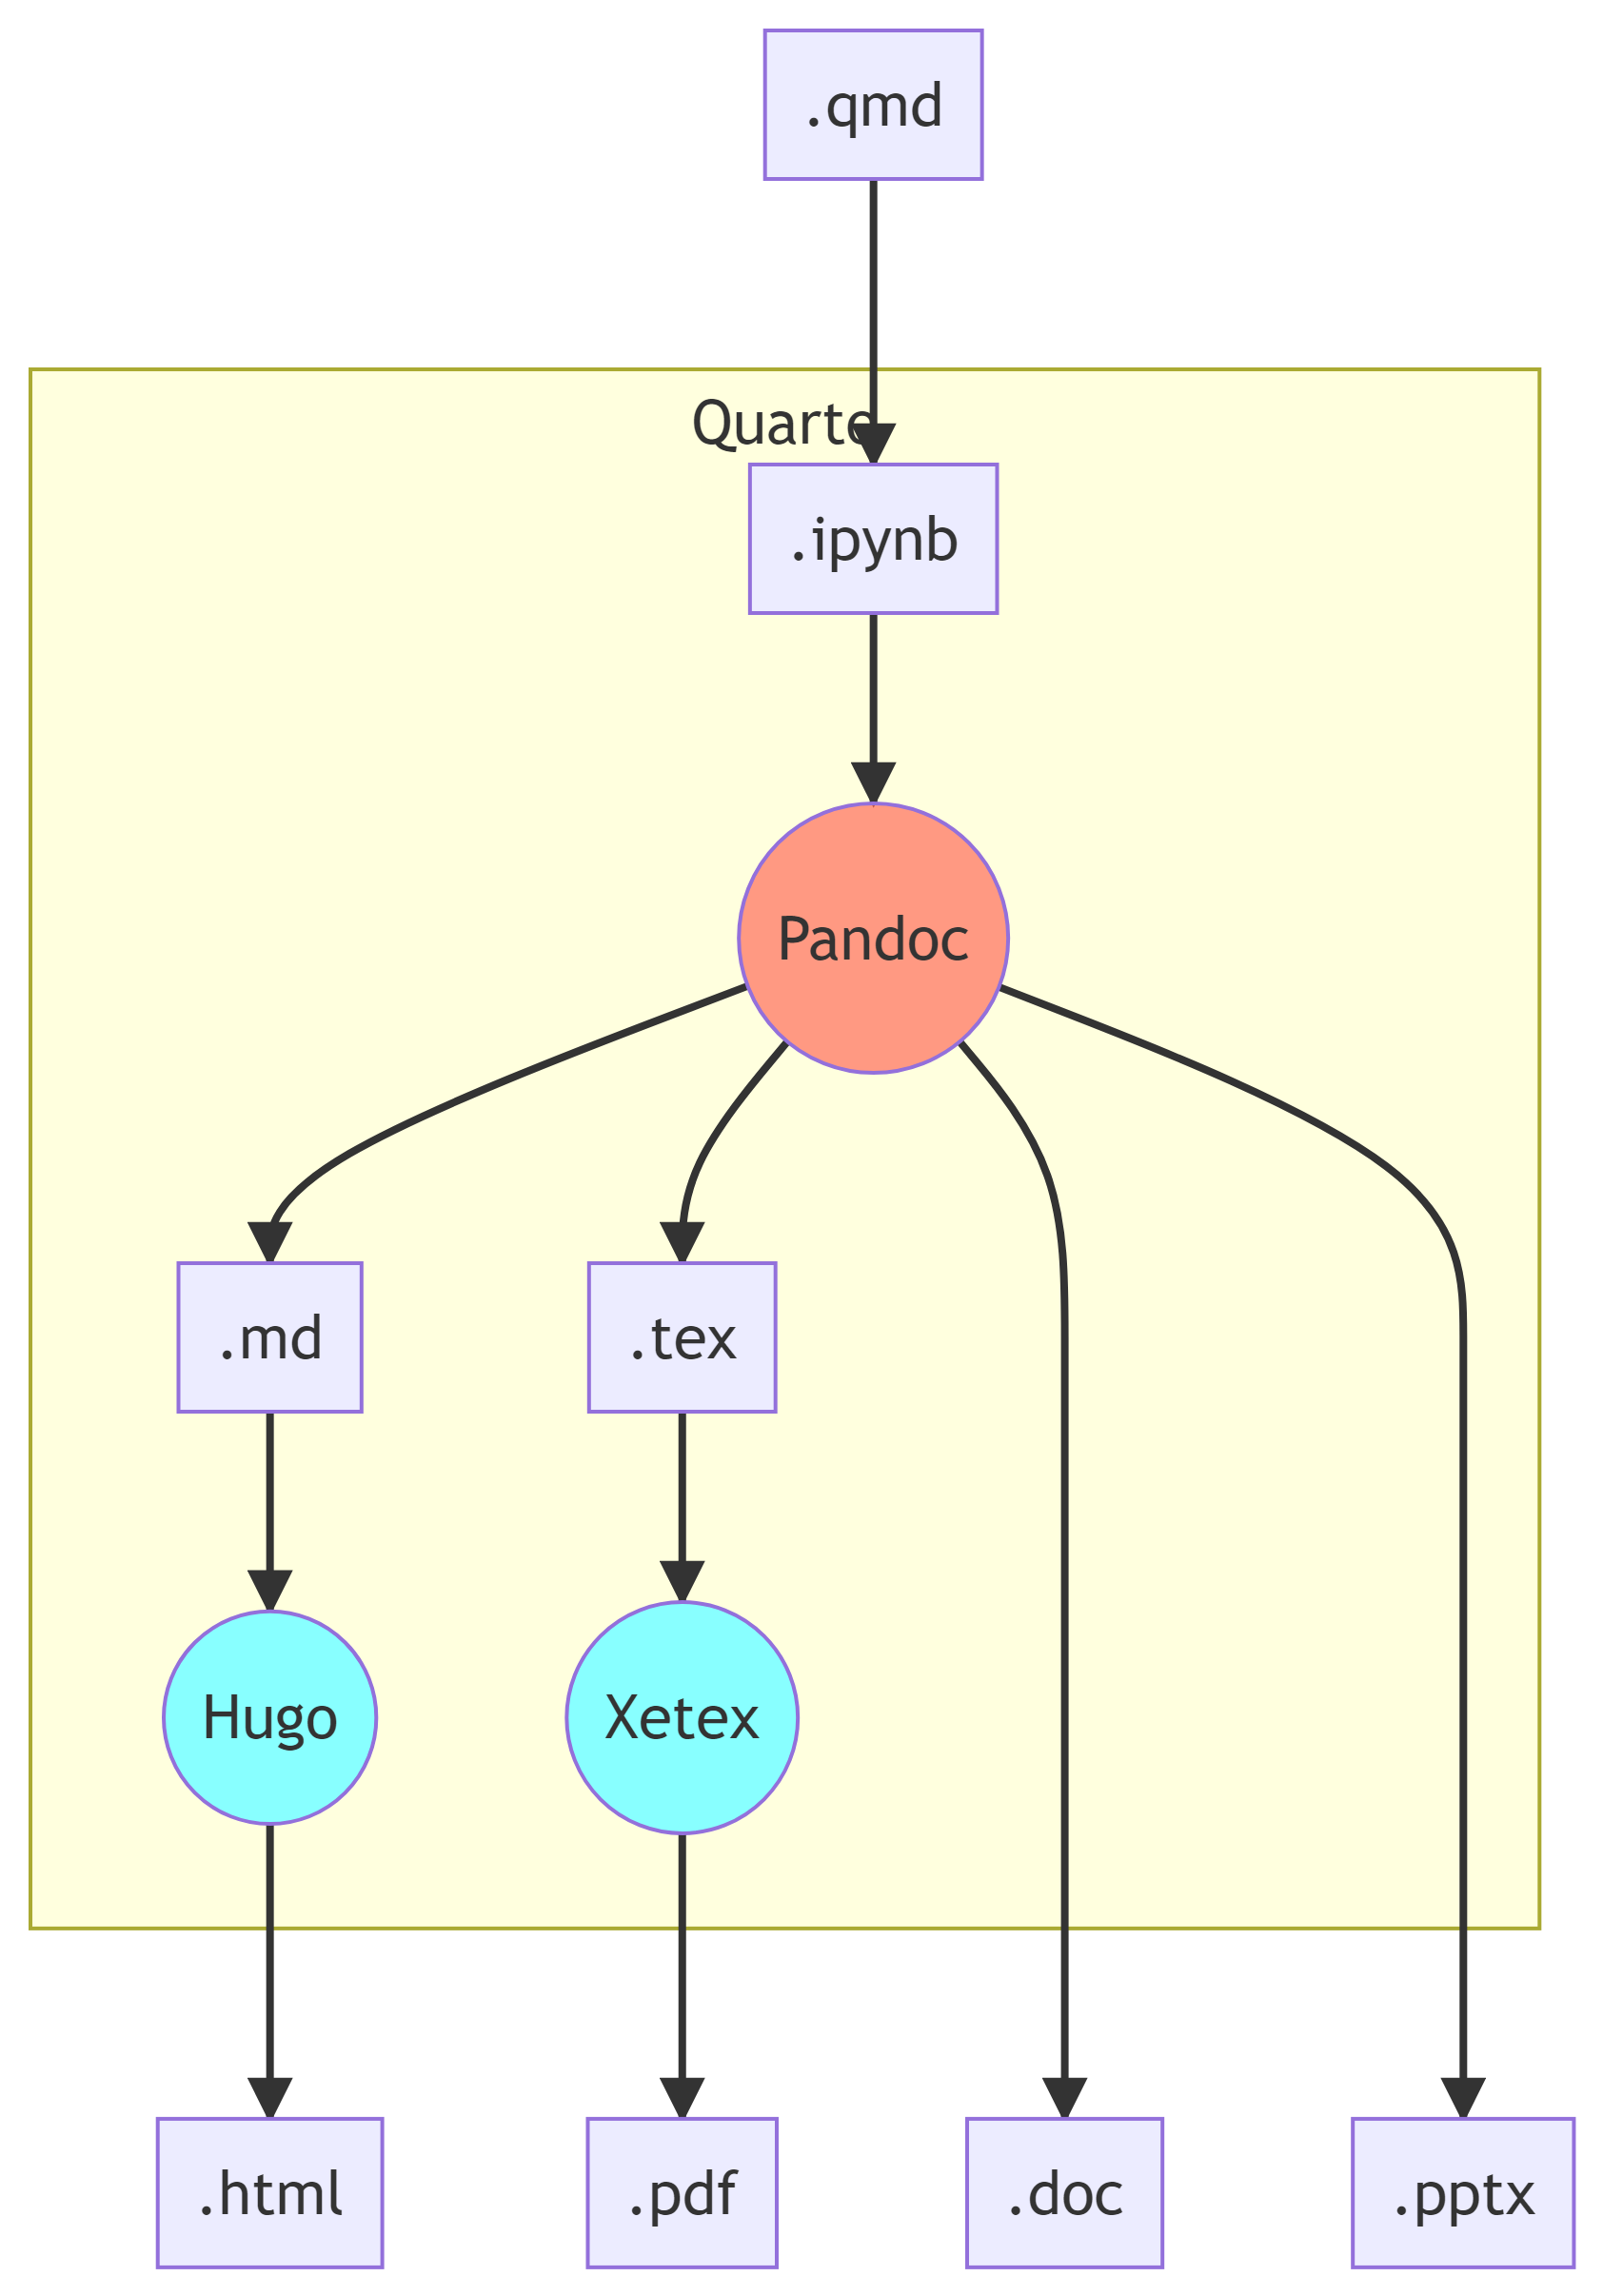 .qmd
Quarto
.ipynb
Pandoc
.md
.tex
Hugo
Xetex
.html
.pdf
.doc
.pptx